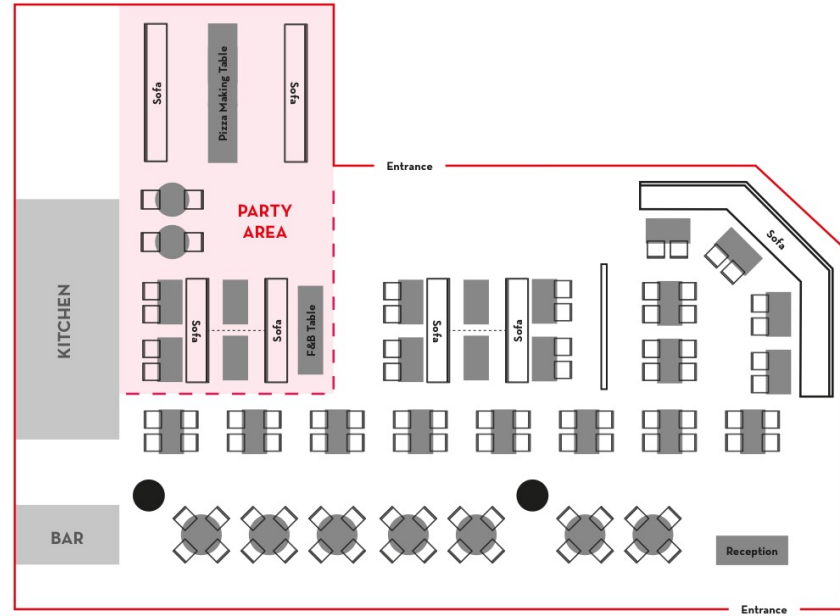 Sofa
Pizza Making Table
Sofa
Entrance
PARTY
AREA
Sofa
KITCHEN
Sofa
Sofa
F&B Table
Sofa
Sofa
BAR
Reception
Entrance